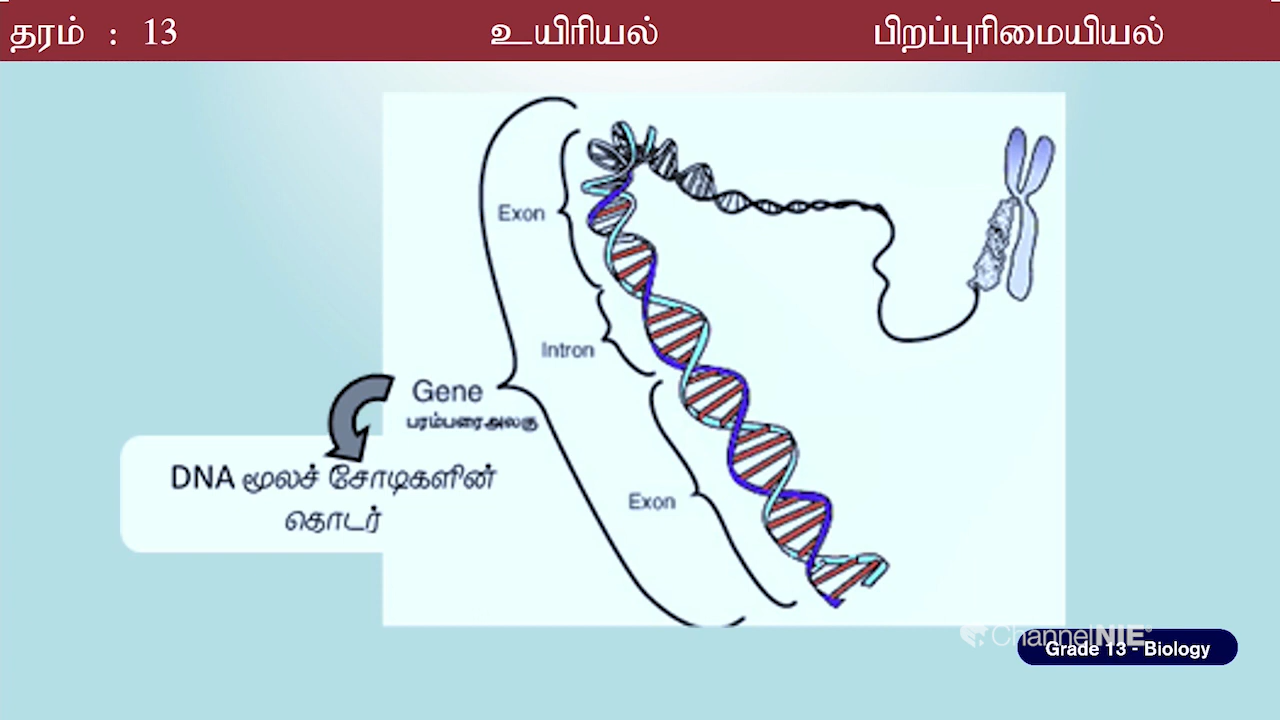 தரம் : 13 உயிரியல் பிறப்புரிமையியல்
Exon
Intron
Gene
பரம்பரைஅலகு
DNA மூலச் சோடிகளின்
தொடர்
Exon
ChannelNIE
Grade 13 - Biology